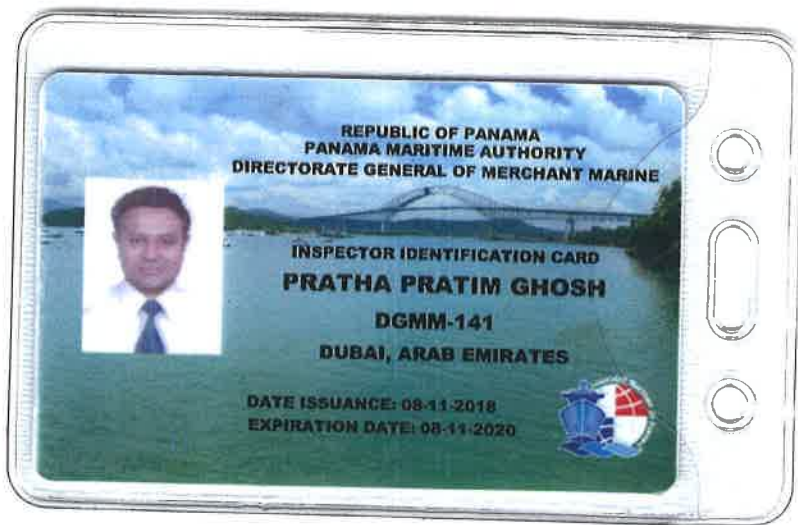 REPUBLIC OF PANAMA
PANAMA MARITIME AUTHORITY
DIRECTORATE GENERAL OF MERCHANT MARINE
INSPECTOR IDENTIFICATION CARD
PRATHA PRATIM GHOSH
DGMM-141
DUBAI, ARAB EMIRATES
DATE ISSUANCE: 08-11-2018
EXPIRATION DATE: 08-11-2020